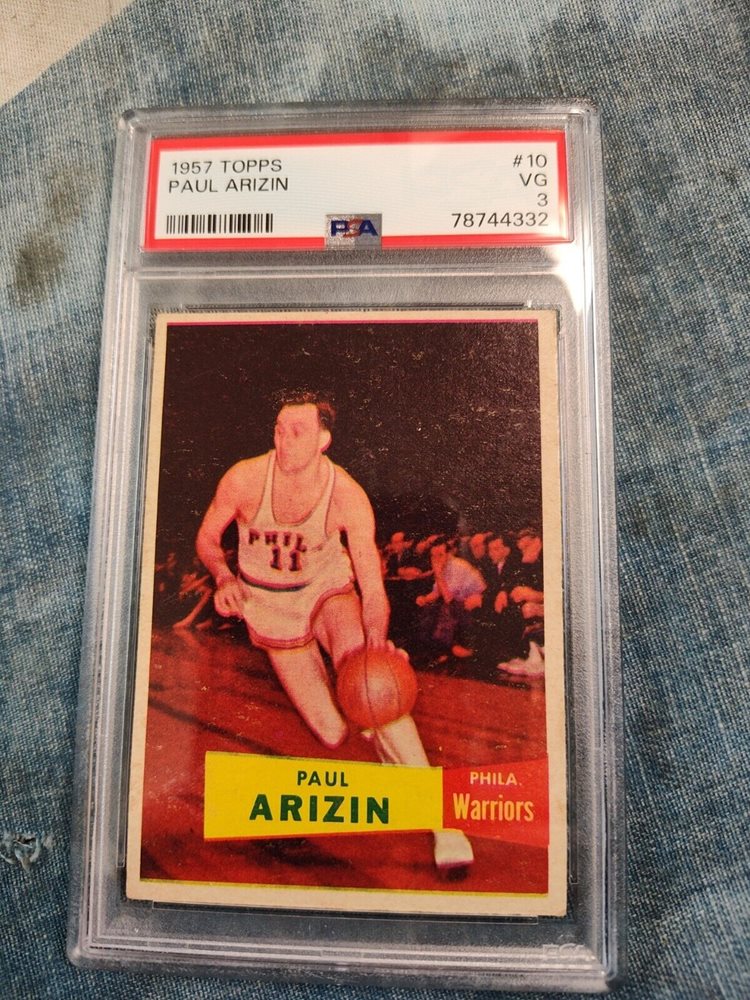 1957 TOPPS #10
PAUL ARIZIN VG
3
PSA 78744332
PHIL
11
PAUL
ARIZIN
PHILA.
Warriors